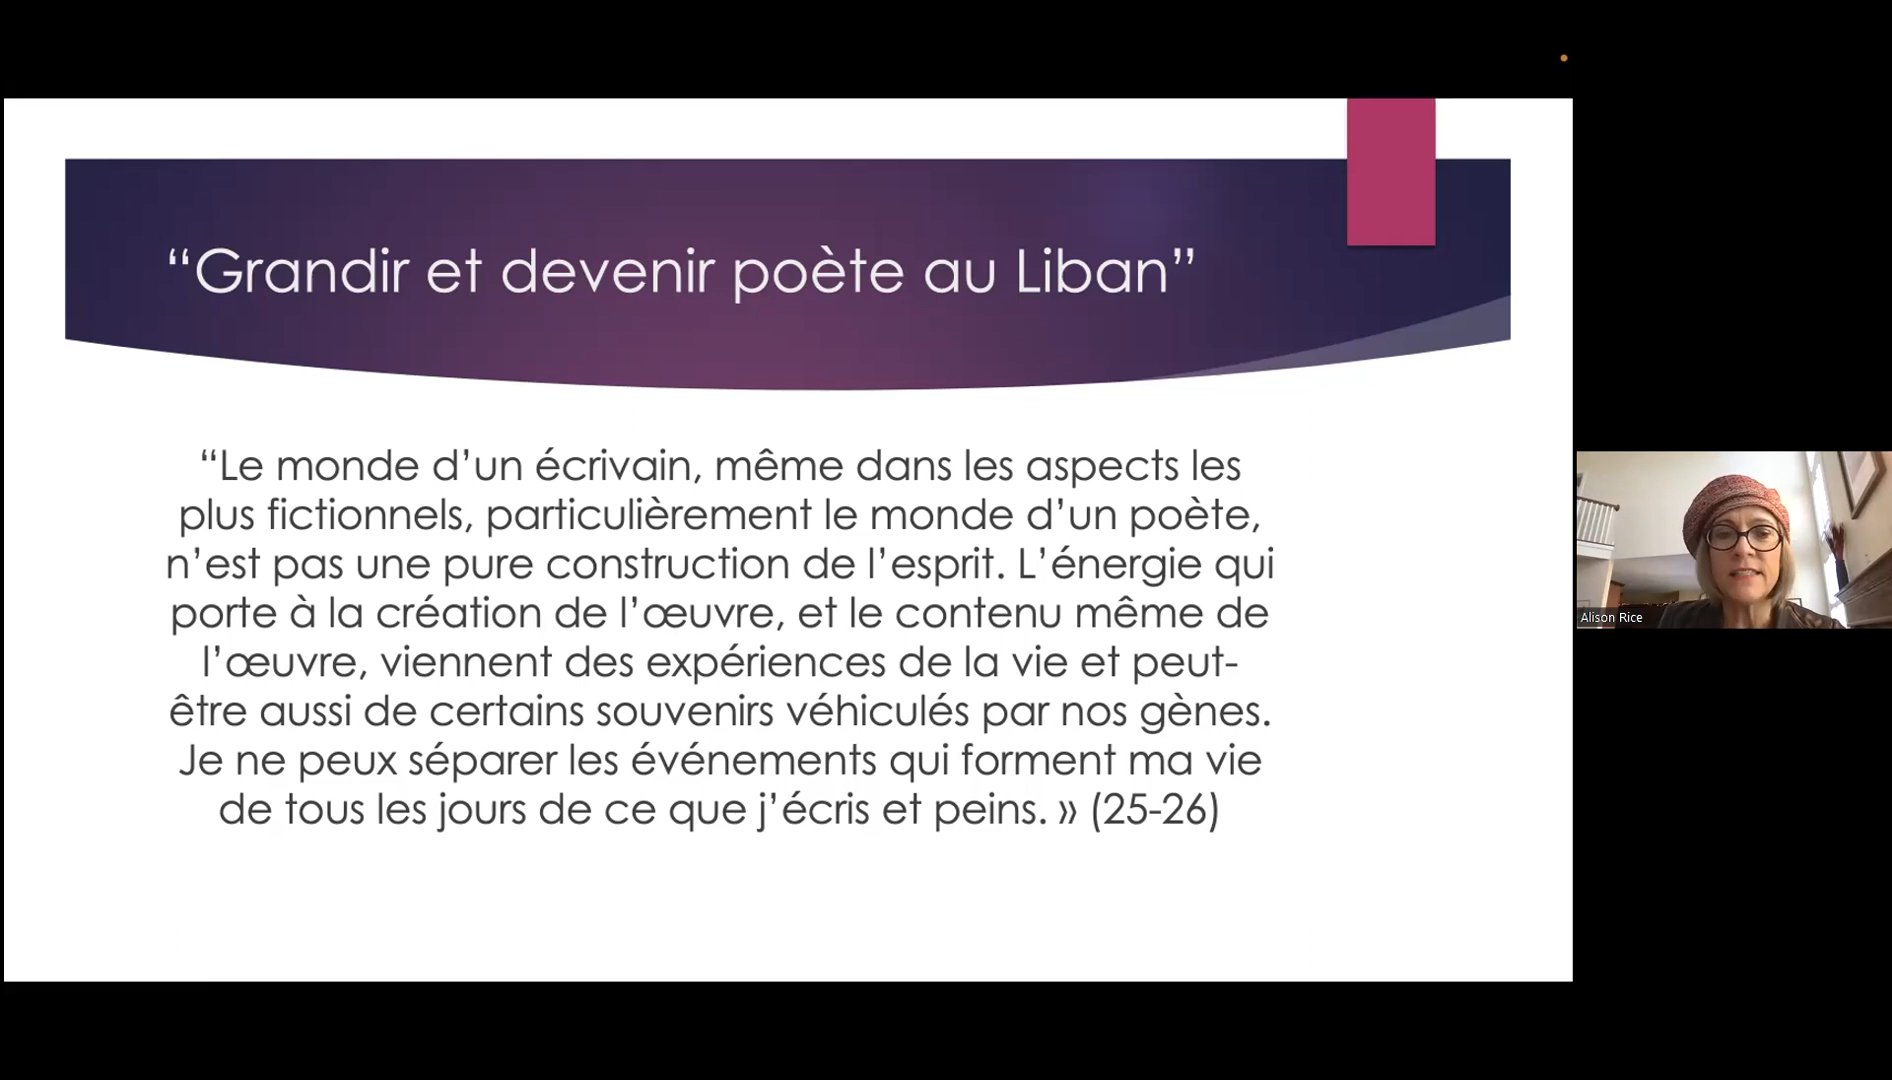 “Grandir et devenir poète au Liban”
“Le monde d’un écrivain, même dans les aspects les
plus fictionnels, particulièrement le monde d’un poète,
n’est pas une pure construction de l’esprit. L’énergie qui
porte à la création de l’œuvre, et le contenu même de
l’œuvre, viennent des expériences de la vie et peut-
être aussi de certains souvenirs véhiculés par nos gènes.
Je ne peux séparer les événements qui forment ma vie
de tous les jours de ce que j’écris et peins. » (25-26)
Alison Rice